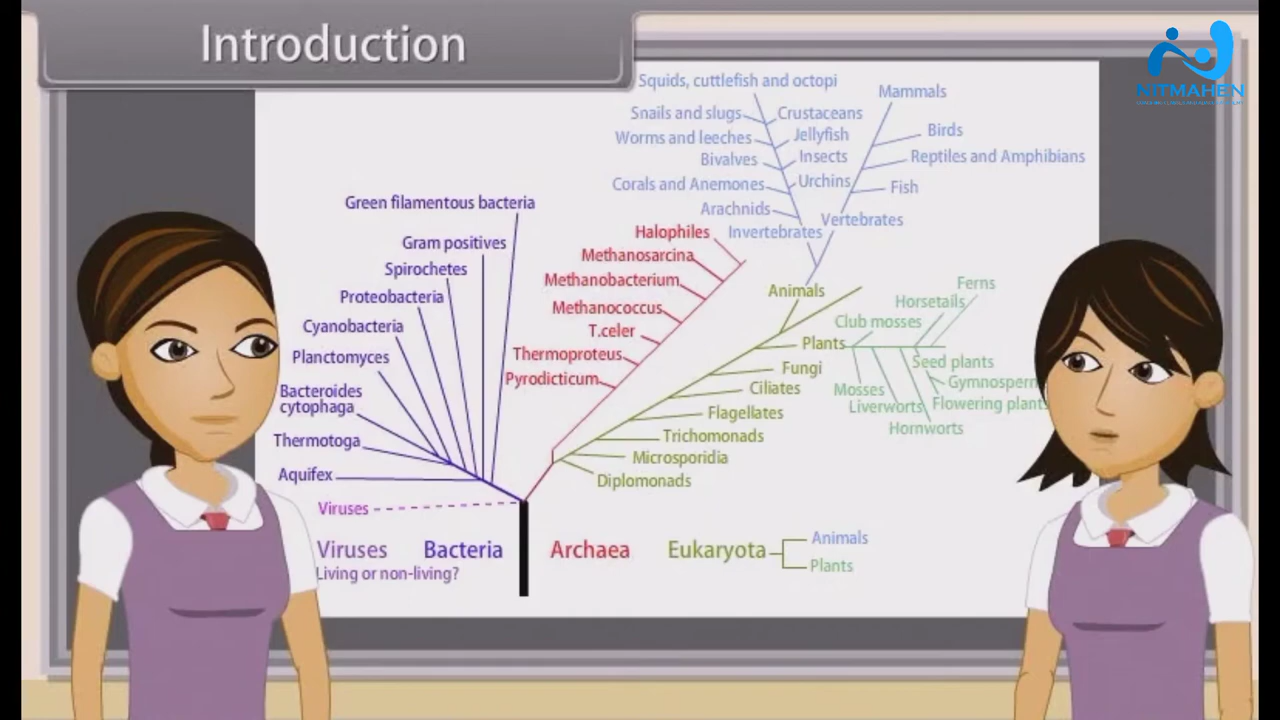 Introduction
NITMAHEN
Squids, cuttlefish and octopi
Mammals
Snails and slugs
Crustaceans
Birds
Worms and leeches
Jellyfish
Bivalves
Insects
Reptiles and Amphibians
Corals and Anemones
Urchins
Fish
Arachnids
Vertebrates
Invertebrates
Green filamentous bacteria
Gram positives
Spirochetes
Proteobacteria
Cyanobacteria
Planctomyces
Bacteroides
cytophaga
Thermotoga
Aquifex
Viruses
Halophiles
Methanosarcina
Methanobacterium
Methanococcus
T.celer
Thermoproteus
Pyrodicticum
Animals
Plants
Fungi
Ciliates
Flagellates
Trichomonads
Microsporidia
Diplomonads
Ferns
Horsetails
Club mosses
Seed plants
Gymnosperm
Flowering plants
Mosses
Liverworts
Hornworts
Viruses Bacteria Archaea Eukaryota
Living or non-living?
Animals
Plants